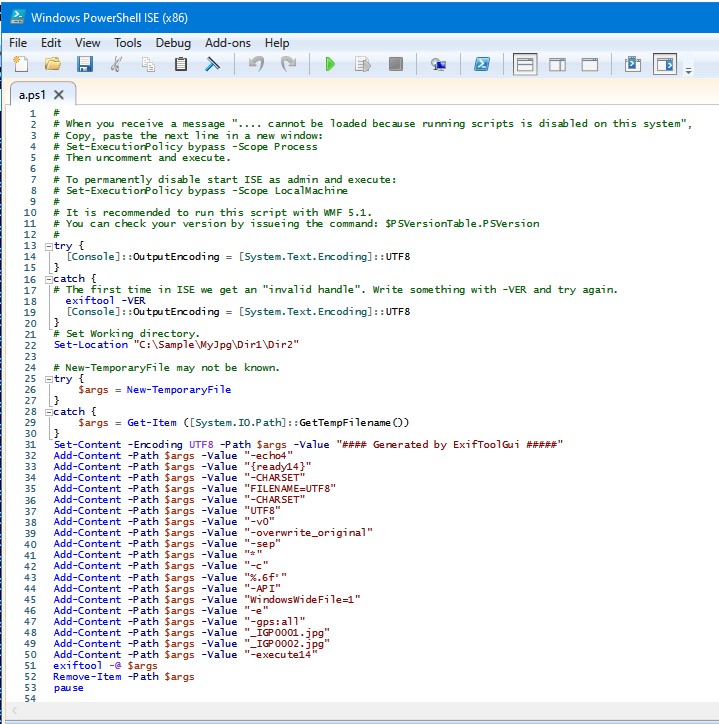 Windows PowerShell ISE (x86)
File Edit View Tools Debug Add-ons Help
a.ps1
1 #
2 # When you receive a message ".... cannot be loaded because running scripts is disabled on this system",
3 # Copy, paste the next line in a new window:
4 # Set-ExecutionPolicy bypass -Scope Process
5 # Then uncomment and execute.
6 #
7 # To permanently disable start ISE as admin and execute:
8 # Set-ExecutionPolicy bypass -Scope LocalMachine
9 #
10 # It is recommended to run this script with WMF 5.1.
11 # You can check your version by issueing the command: $PSVersionTable.PSVersion
12 #
13 try {
14 [Console]::OutputEncoding = [System.Text.Encoding]::UTF8
15 }
16 catch {
17 # The first time in ISE we get an "invalid handle". Write something with -VER and try again.
18 exiftool -VER
19 [Console]::OutputEncoding = [System.Text.Encoding]::UTF8
20 }
21 # Set Working directory.
22 Set-Location "C:\Sample\MyJpg\Dir1\Dir2"
23
24 # New-TemporaryFile may not be known.
25 try {
26 $args = New-TemporaryFile
27 }
28 catch {
29 $args = Get-Item ([System.IO.Path]::GetTempFilename())
30 }
31 Set-Content -Encoding UTF8 -Path $args -Value "#### Generated by ExifToolGui #####"
32 Add-Content -Path $args -Value "-echo4"
33 Add-Content -Path $args -Value "{ready14}"
34 Add-Content -Path $args -Value "-CHARSET"
35 Add-Content -Path $args -Value "FILENAME=UTF8"
36 Add-Content -Path $args -Value "-CHARSET"
37 Add-Content -Path $args -Value "UTF8"
38 Add-Content -Path $args -Value "-v0"
39 Add-Content -Path $args -Value "-overwrite_original"
40 Add-Content -Path $args -Value "-sep"
41 Add-Content -Path $args -Value "*"
42 Add-Content -Path $args -Value "-c"
43 Add-Content -Path $args -Value "%.6f°"
44 Add-Content -Path $args -Value "-API"
45 Add-Content -Path $args -Value "WindowsWideFile=1"
46 Add-Content -Path $args -Value "-e"
47 Add-Content -Path $args -Value "-gps:all"
48 Add-Content -Path $args -Value "_IGP0001.jpg"
49 Add-Content -Path $args -Value "_IGP0002.jpg"
50 Add-Content -Path $args -Value "-execute14"
51 exiftool -@ $args
52 Remove-Item -Path $args
53 pause
54